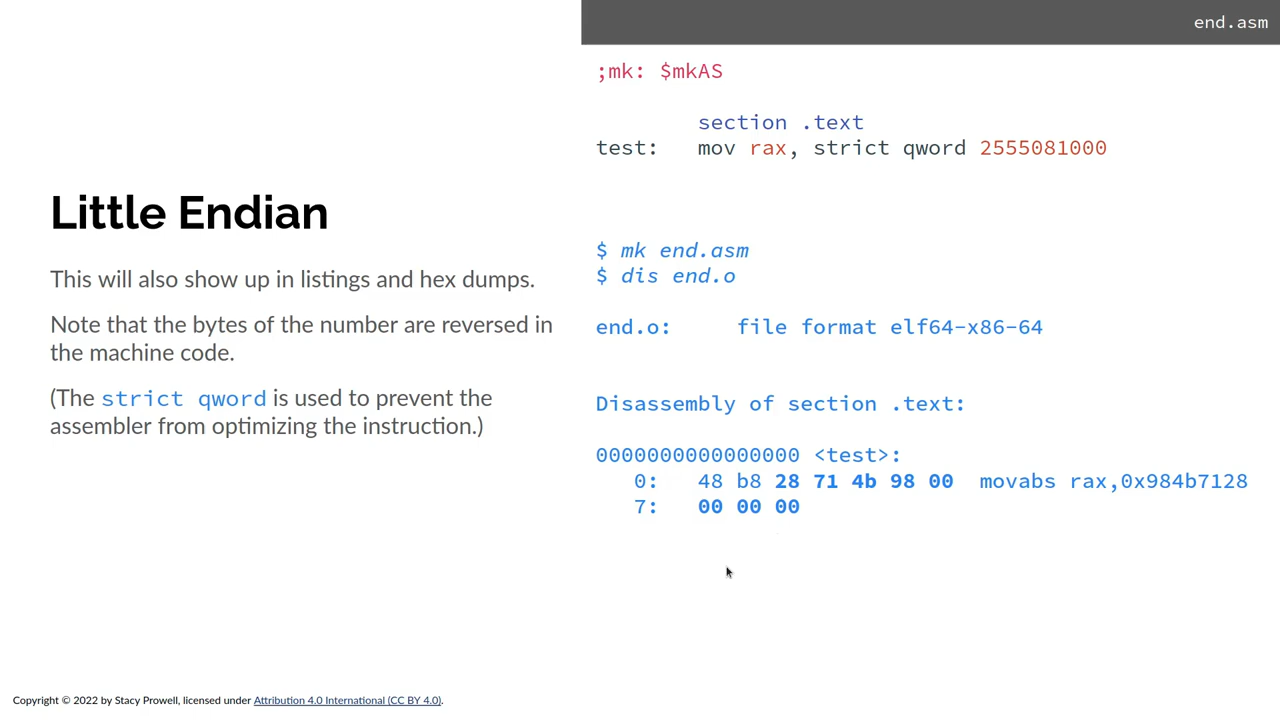 end.asm
;mk: $mkAS
section .text
test: mov rax, strict qword 2555081000
Little Endian
This will also show up in listings and hex dumps.
Note that the bytes of the number are reversed in
the machine code.
(The strict qword is used to prevent the
assembler from optimizing the instruction.)
$ mk end.asm
$ dis end.o
end.o: file format elf64-x86-64
Disassembly of section .text:
0000000000000000 <test>:
0: 48 b8 28 71 4b 98 00 movabs rax,0x984b7128
7: 00 00 00
Copyright © 2022 by Stacy Prowell, licensed under Attribution 4.0 International (CC BY 4.0).